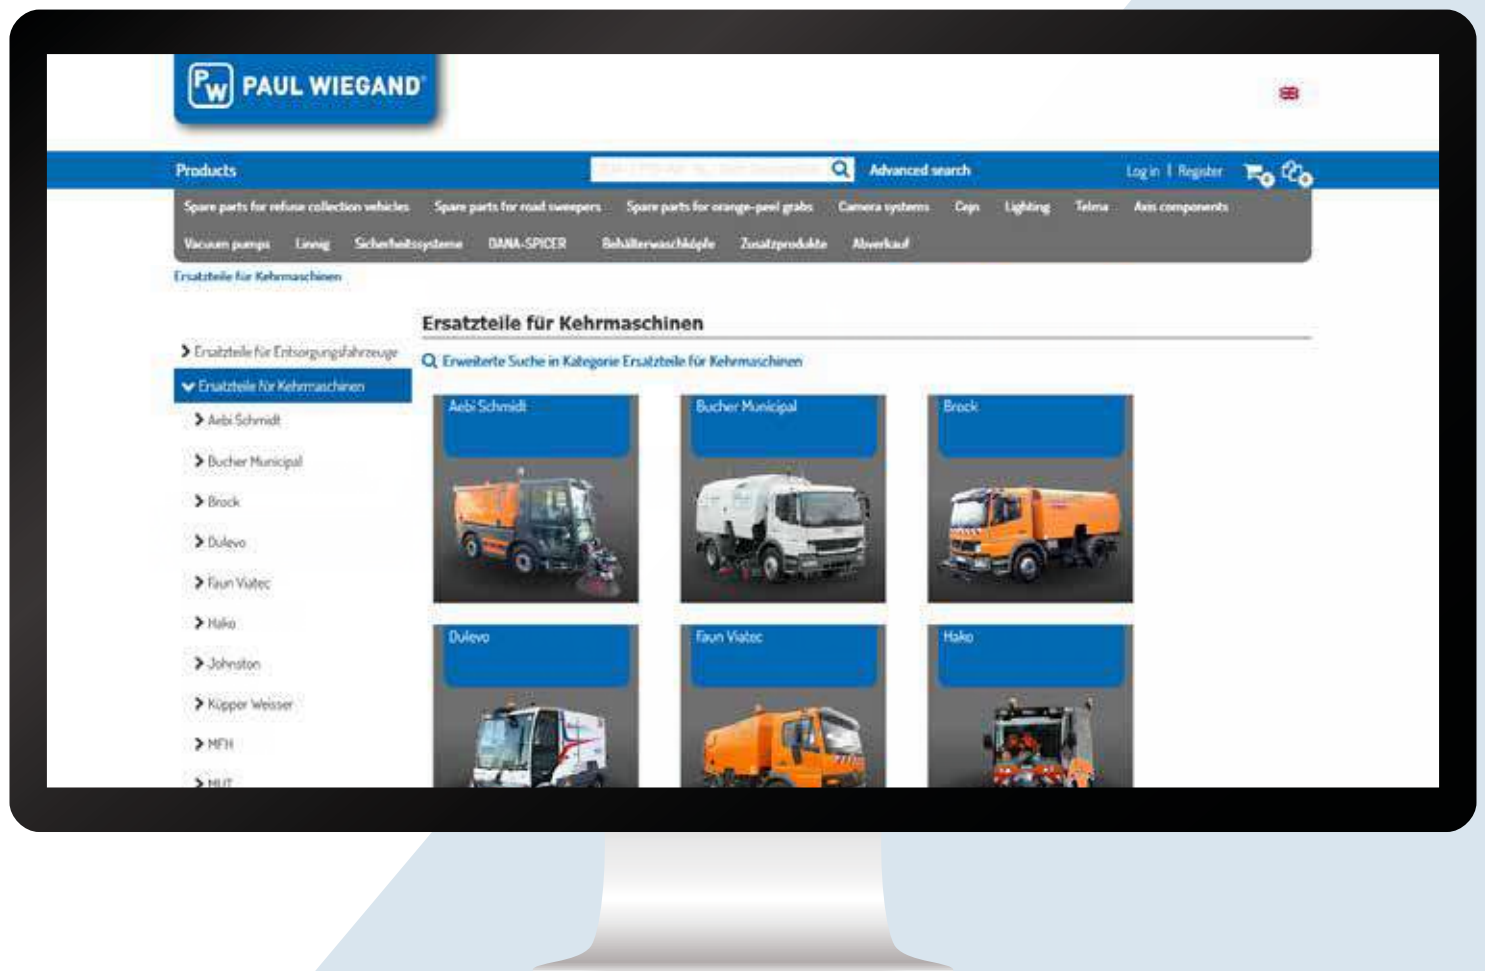 PW PAUL WIEGAND®
Products
Advanced search
Log in | Register
Spare parts for refuse collection vehicles Spare parts for road sweepers Spare parts for orange-peel grabs Camera systems Cejn Lighting Telma Axis components
Vacuum pumps Linnig Sicherheitssysteme DANA-SPICER Behälterwaschköpfe Zusatzprodukte Abverkauf
Ersatzteile für Kehrmaschinen
Ersatzteile für Kehrmaschinen
Erweiterte Suche in Kategorie Ersatzteile für Kehrmaschinen
Ersatzteile für Entsorgungsfahrzeuge
Ersatzteile für Kehrmaschinen
Aebi Schmidt
Bucher Municipal
Brock
Dulevo
Faun Viatec
Hako
Johnston
Küpper Weisser
MFH
MUT
Aebi Schmidt
Bucher Municipal
Brock
Dulevo
Faun Viatec
Hako